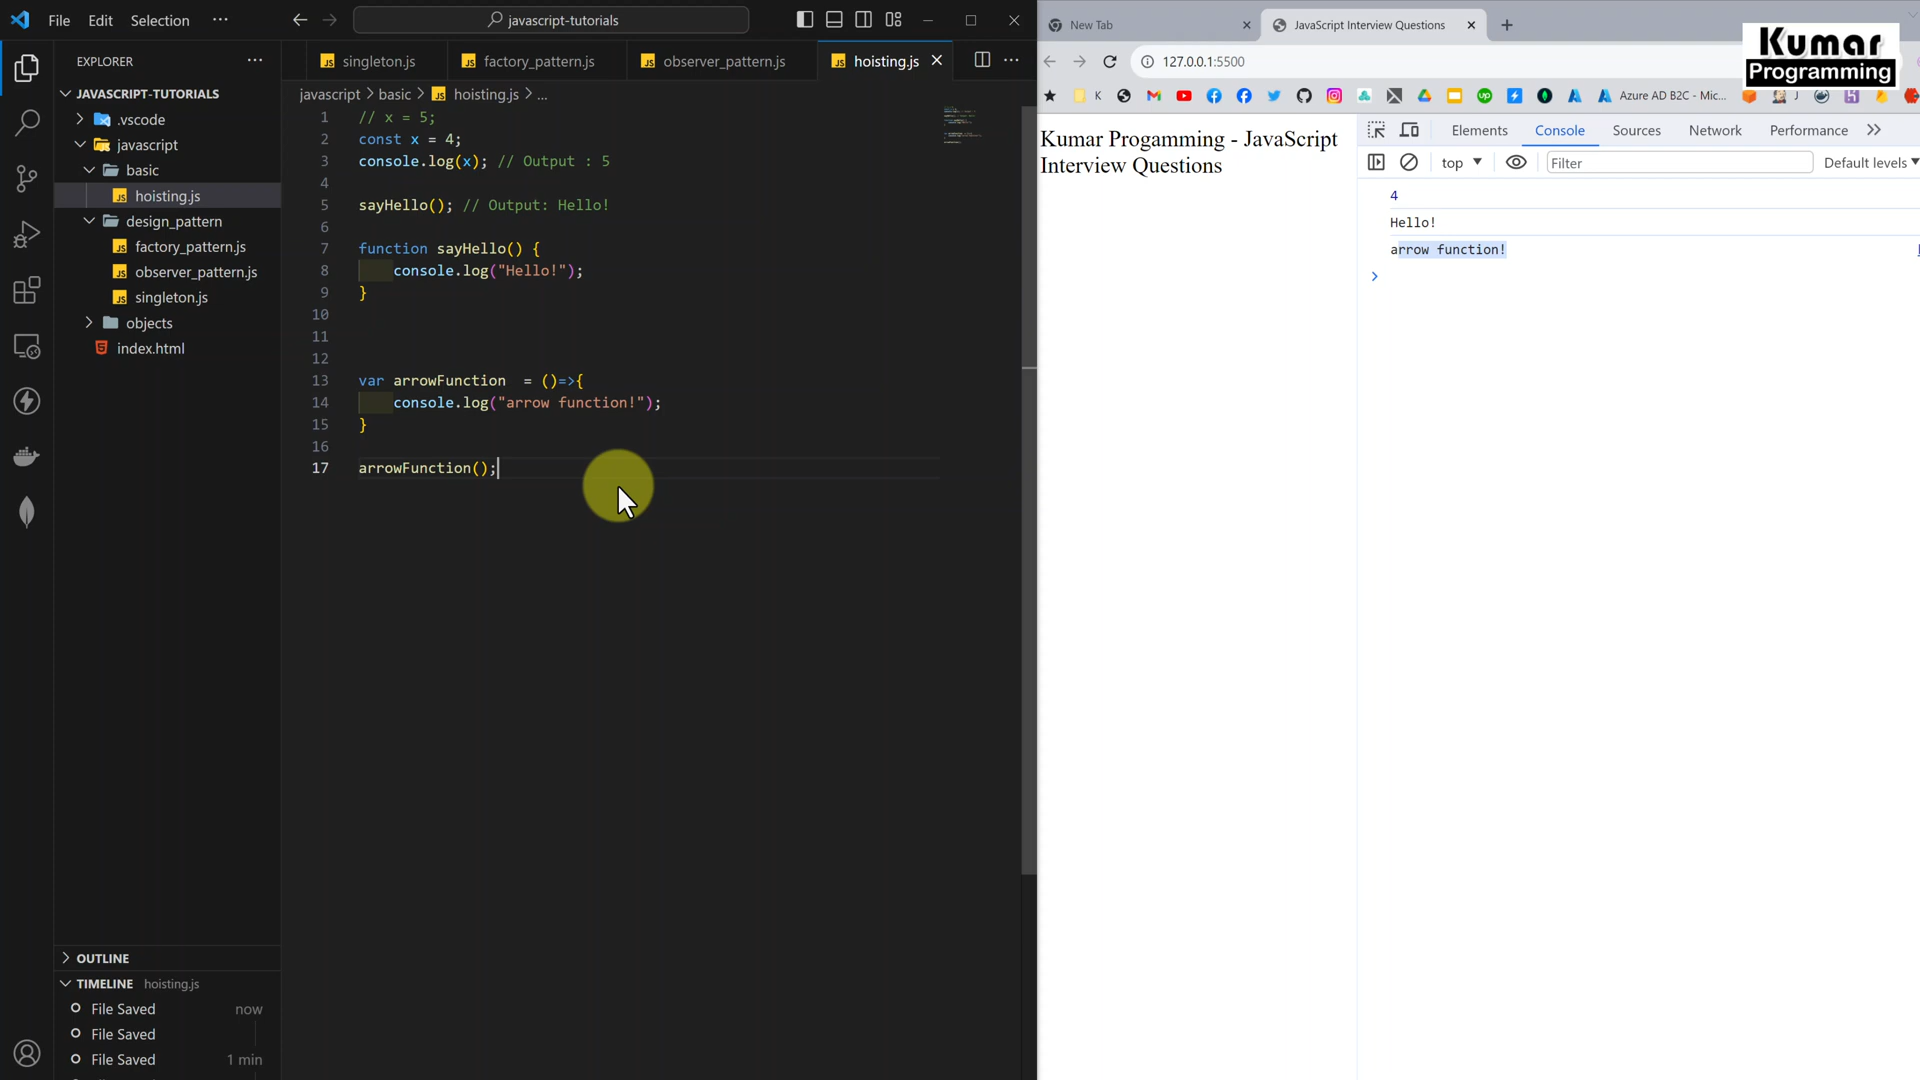 File Edit Selection ···
javascript-tutorials
EXPLORER
JAVASCRIPT-TUTORIALS
.vscode
javascript
basic
hoisting.js
design_pattern
factory_pattern.js
observer_pattern.js
singleton.js
objects
index.html
OUTLINE
TIMELINE hoisting.js
File Saved now
File Saved
File Saved 1 min
singleton.js factory_pattern.js observer_pattern.js hoisting.js
javascript > basic > hoisting.js > ...
1 // x = 5;
2 const x = 4;
3 console.log(x); // Output : 5
4
5 sayHello(); // Output: Hello!
6
7 function sayHello() {
8 console.log("Hello!");
9 }
10
11
12
13 var arrowFunction  = ()=>{
14 console.log("arrow function!");
15 }
16
17 arrowFunction();
New Tab
JavaScript Interview Questions
127.0.0.1:5500
K
Azure AD B2C - Mic...
J
Kumar
Programming
Kumar Progamming - JavaScript
Interview Questions
Elements Console Sources Network Performance
top Filter Default levels
4
Hello!
arrow function!